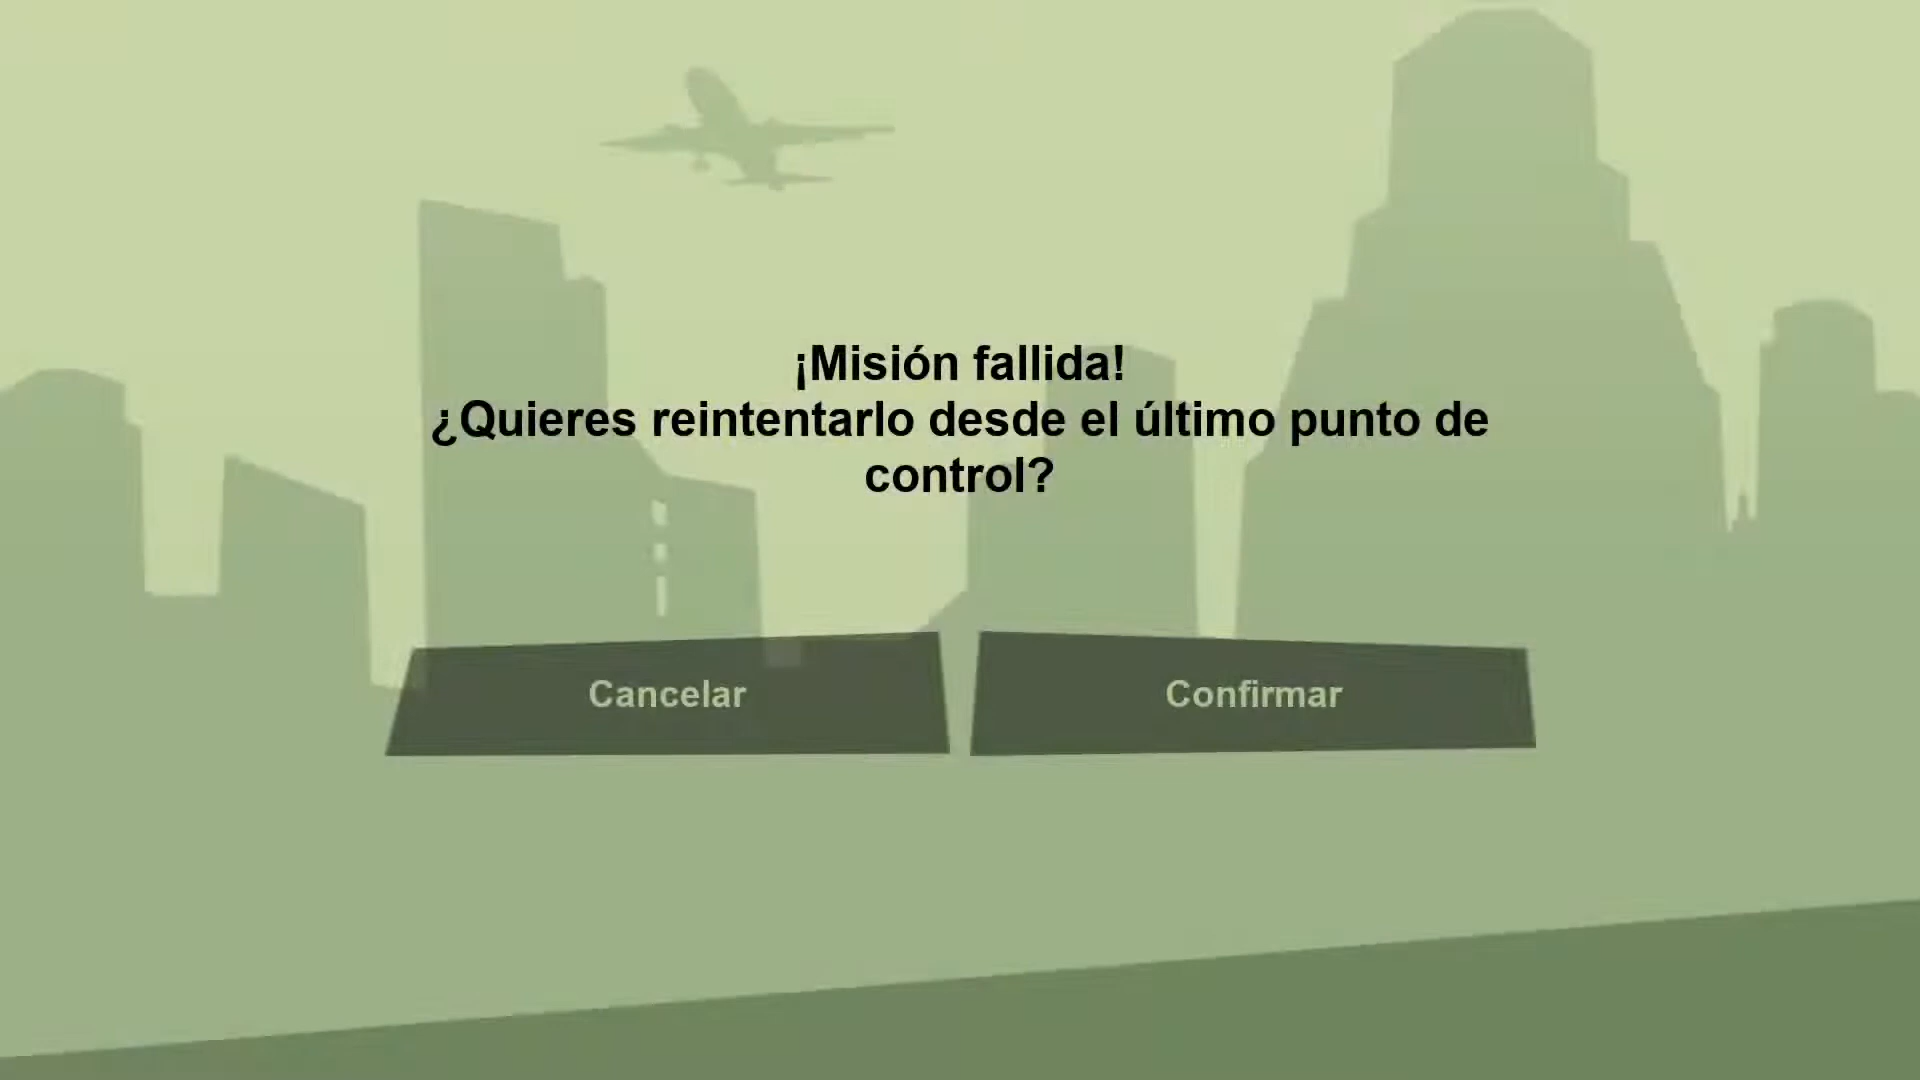 ¡Misión fallida!
¿Quieres reintentarlo desde el último punto de
control?
Cancelar
Confirmar